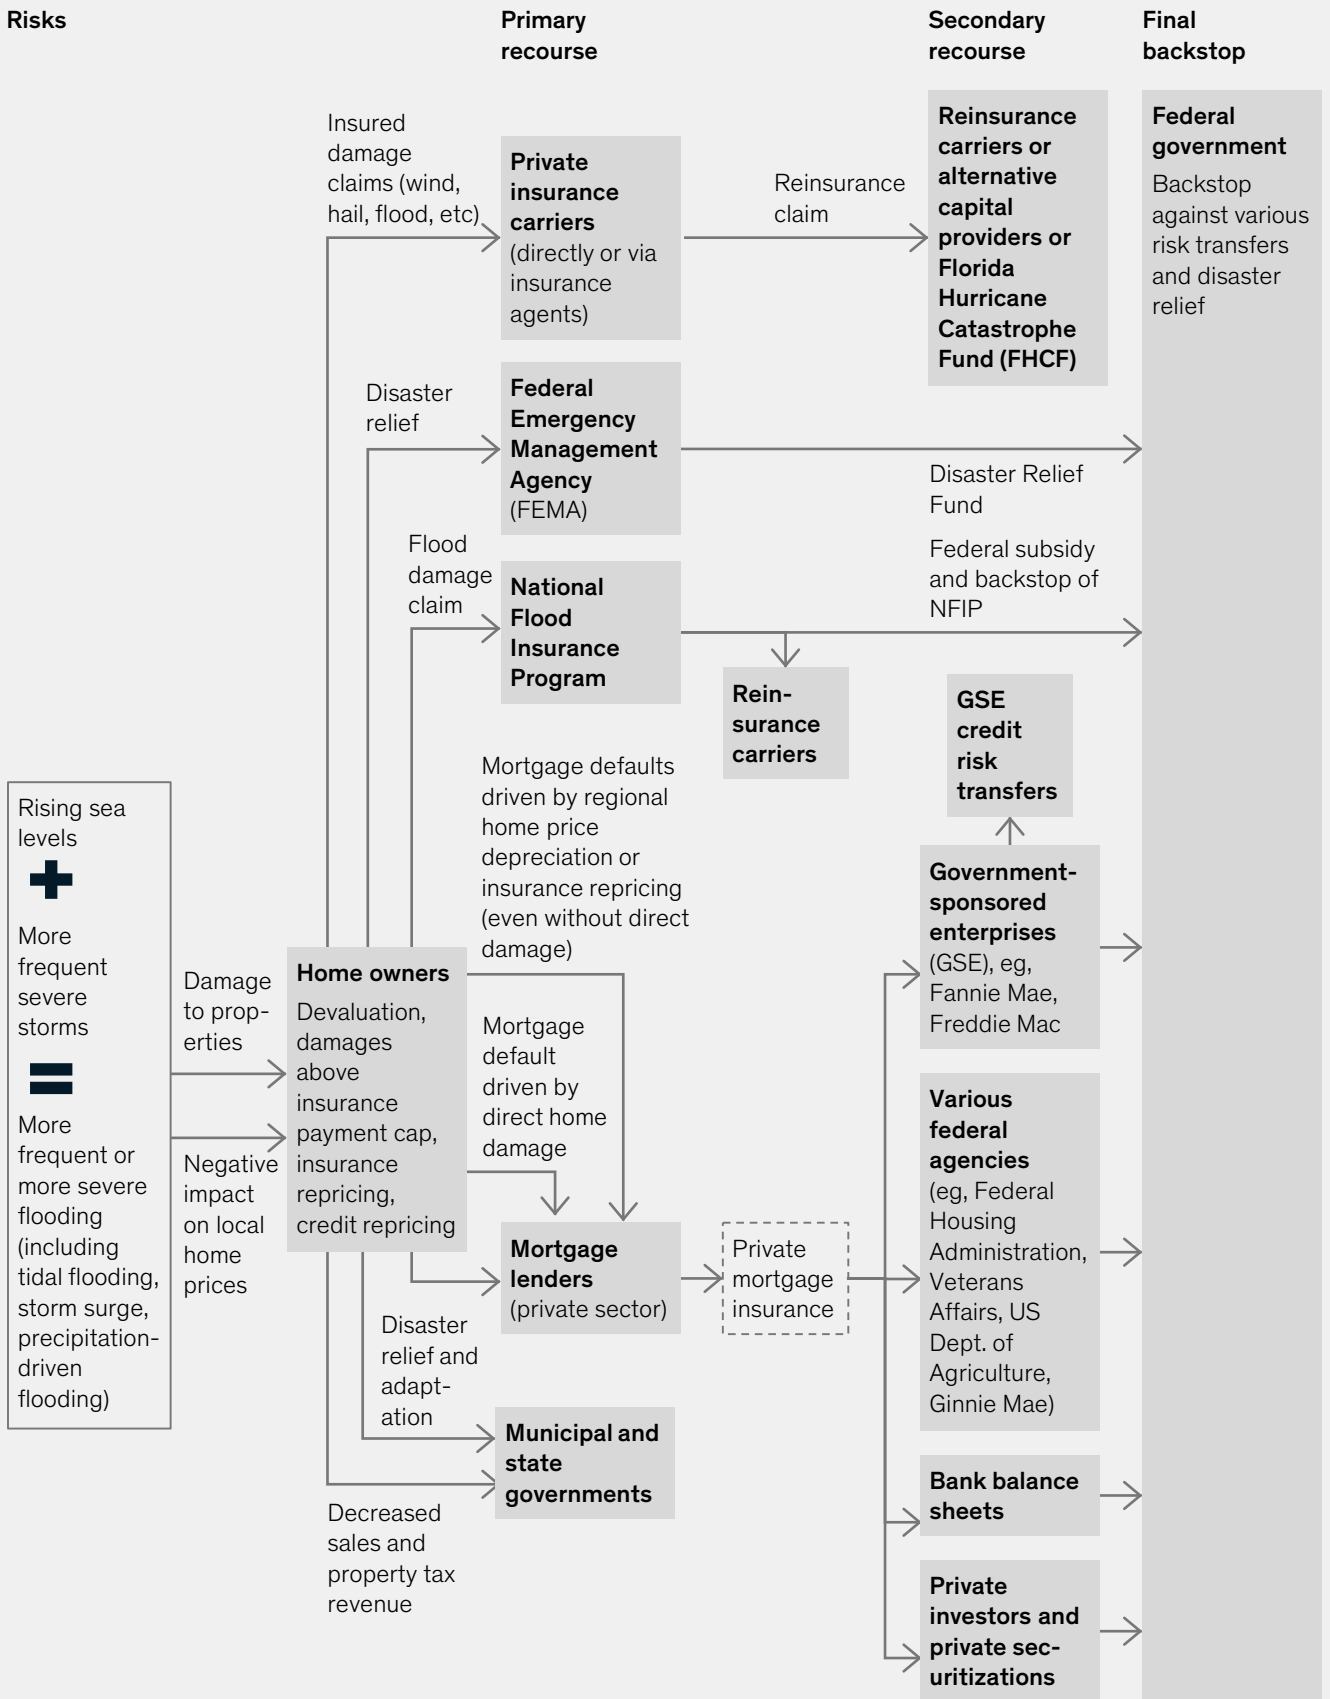 Risks
Primary
recourse
Secondary
recourse
Final
backstop
Insured
damage
claims (wind,
hail, flood, etc)
Private
insurance
carriers
(directly or via
insurance
agents)
Reinsurance
claim
Reinsurance
carriers or
alternative
capital
providers or
Florida
Hurricane
Catastrophe
Fund (FHCF)
Federal
government
Backstop
against various
risk transfers
and disaster
relief
Disaster
relief
Federal
Emergency
Management
Agency
(FEMA)
Disaster Relief
Fund
Flood
damage
claim
National
Flood
Insurance
Program
Federal subsidy
and backstop of
NFIP
Rein-
surance
carriers
GSE
credit
risk
transfers
Mortgage defaults
driven by regional
home price
depreciation or
insurance repricing
(even without direct
damage)
Rising sea
levels
+
More
frequent
severe
storms
=
More
frequent or
more severe
flooding
(including
tidal flooding,
storm surge,
precipitation-
driven
flooding)
Damage
to prop-
erties
Negative
impact
on local
home
prices
Home owners
Devaluation,
damages
above
insurance
payment cap,
insurance
repricing,
credit repricing
Mortgage
default
driven by
direct home
damage
Government-
sponsored
enterprises
(GSE), eg,
Fannie Mae,
Freddie Mac
Various
federal
agencies
(eg, Federal
Housing
Administration,
Veterans
Affairs, US
Dept. of
Agriculture,
Ginnie Mae)
Mortgage
lenders
(private sector)
Private
mortgage
insurance
Disaster
relief and
adapt-
ation
Municipal and
state
governments
Decreased
sales and
property tax
revenue
Bank balance
sheets
Private
investors and
private sec-
uritizations